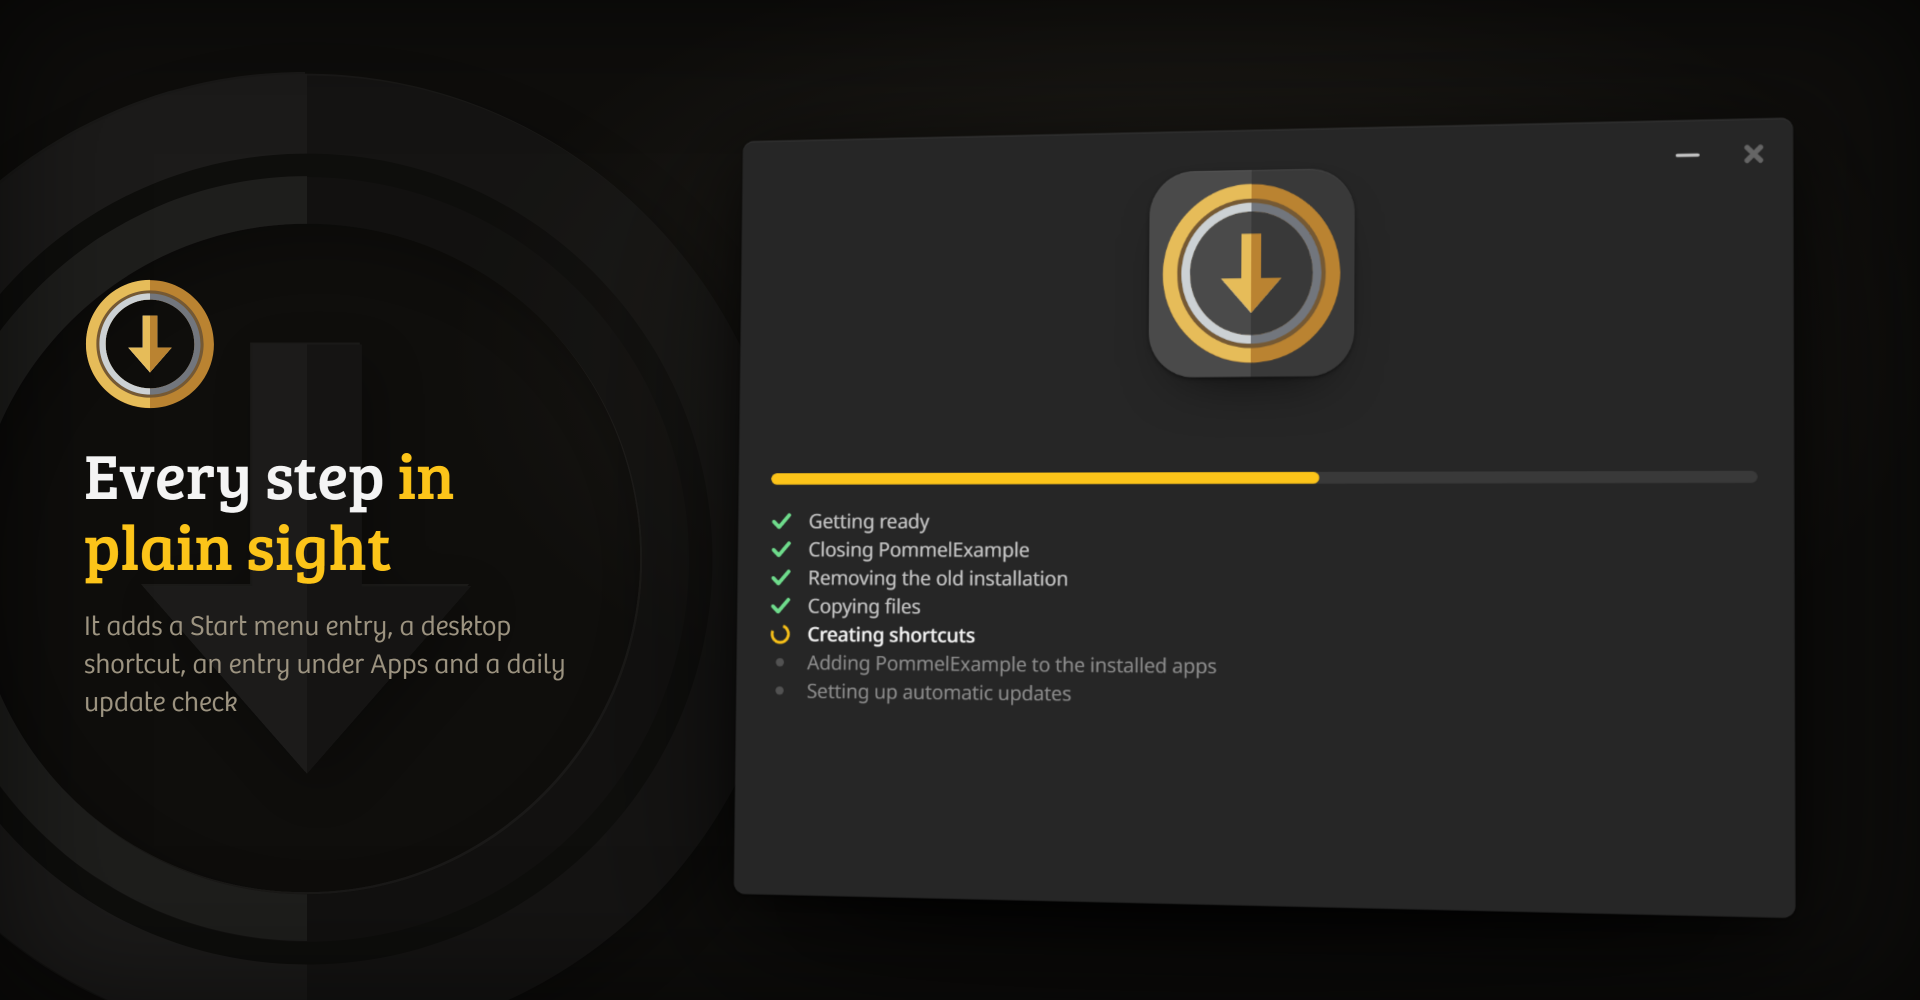 Every step in
plain sight
It adds a Start menu entry, a desktop
shortcut, an entry under Apps and a daily
update check
Getting ready
Closing PommelExample
Removing the old installation
Copying files
Creating shortcuts
Adding PommelExample to the installed apps
Setting up automatic updates